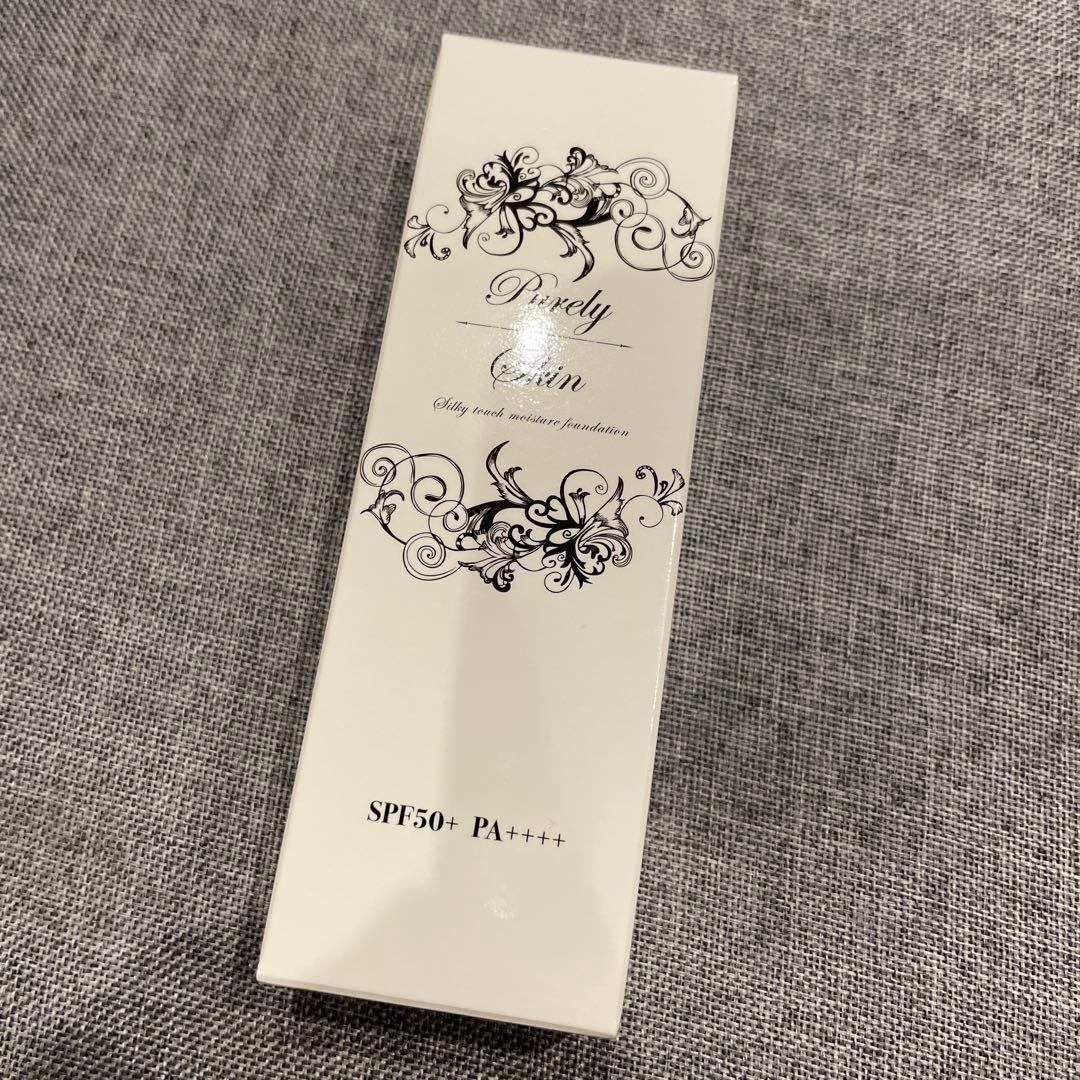 Purely
Skin
Silky touch moisture foundation
SPF50+ PA++++